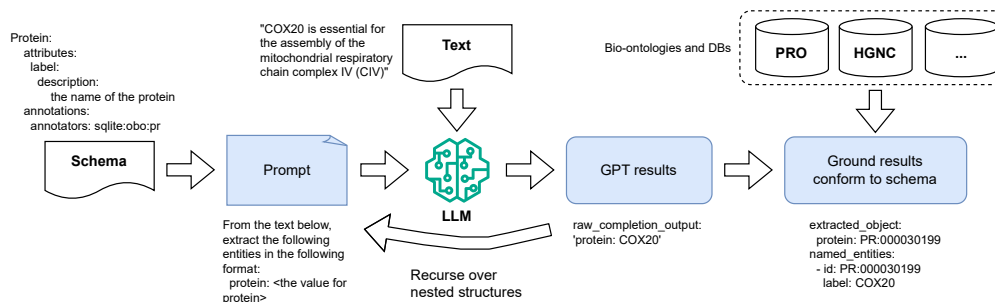 Protein:
attributes:
label:
description:
the name of the protein
annotations:
annotators: sqlite:obo:pr
Schema
"COX20 is essential for
the assembly of the
mitochondrial respiratory
chain complex IV (CIV)"
Text
Bio-ontologies and DBs
PRO
HGNC
...
Prompt
LLM
GPT results
Ground results
conform to schema
From the text below,
extract the following
entities in the following
format:
protein: <the value for
protein>
Recurse over
nested structures
raw_completion_output:
'protein: COX20'
extracted_object:
protein: PR:000030199
named_entities:
- id: PR:000030199
label: COX20